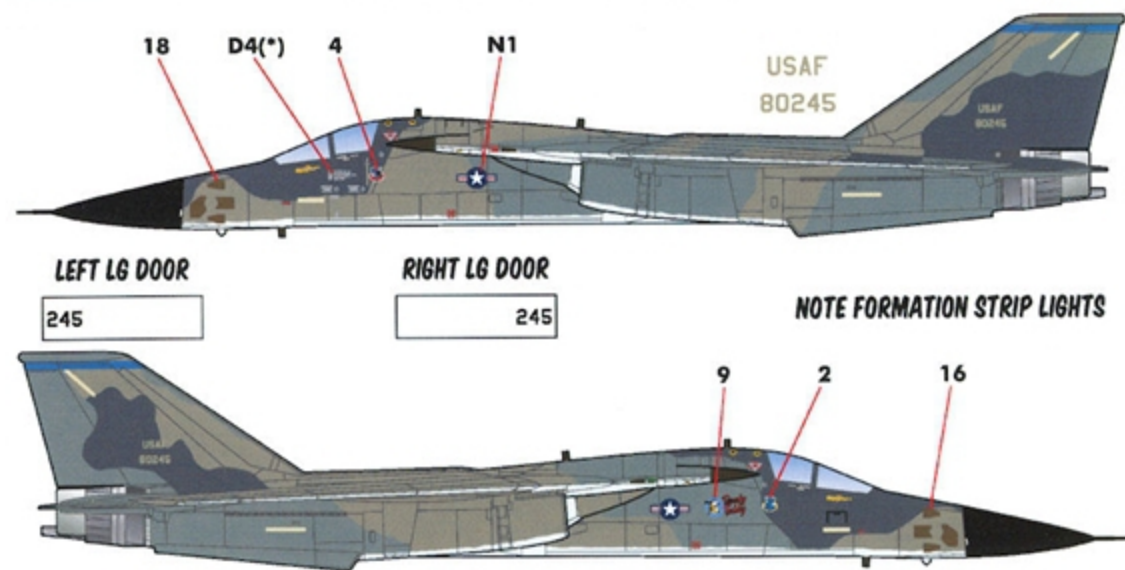 18 D4(*) 4 N1
USAF
80245
USAF
80245
LEFT LG DOOR
RIGHT LG DOOR
245
245
NOTE FORMATION STRIP LIGHTS
9 2 16
USAF
80245